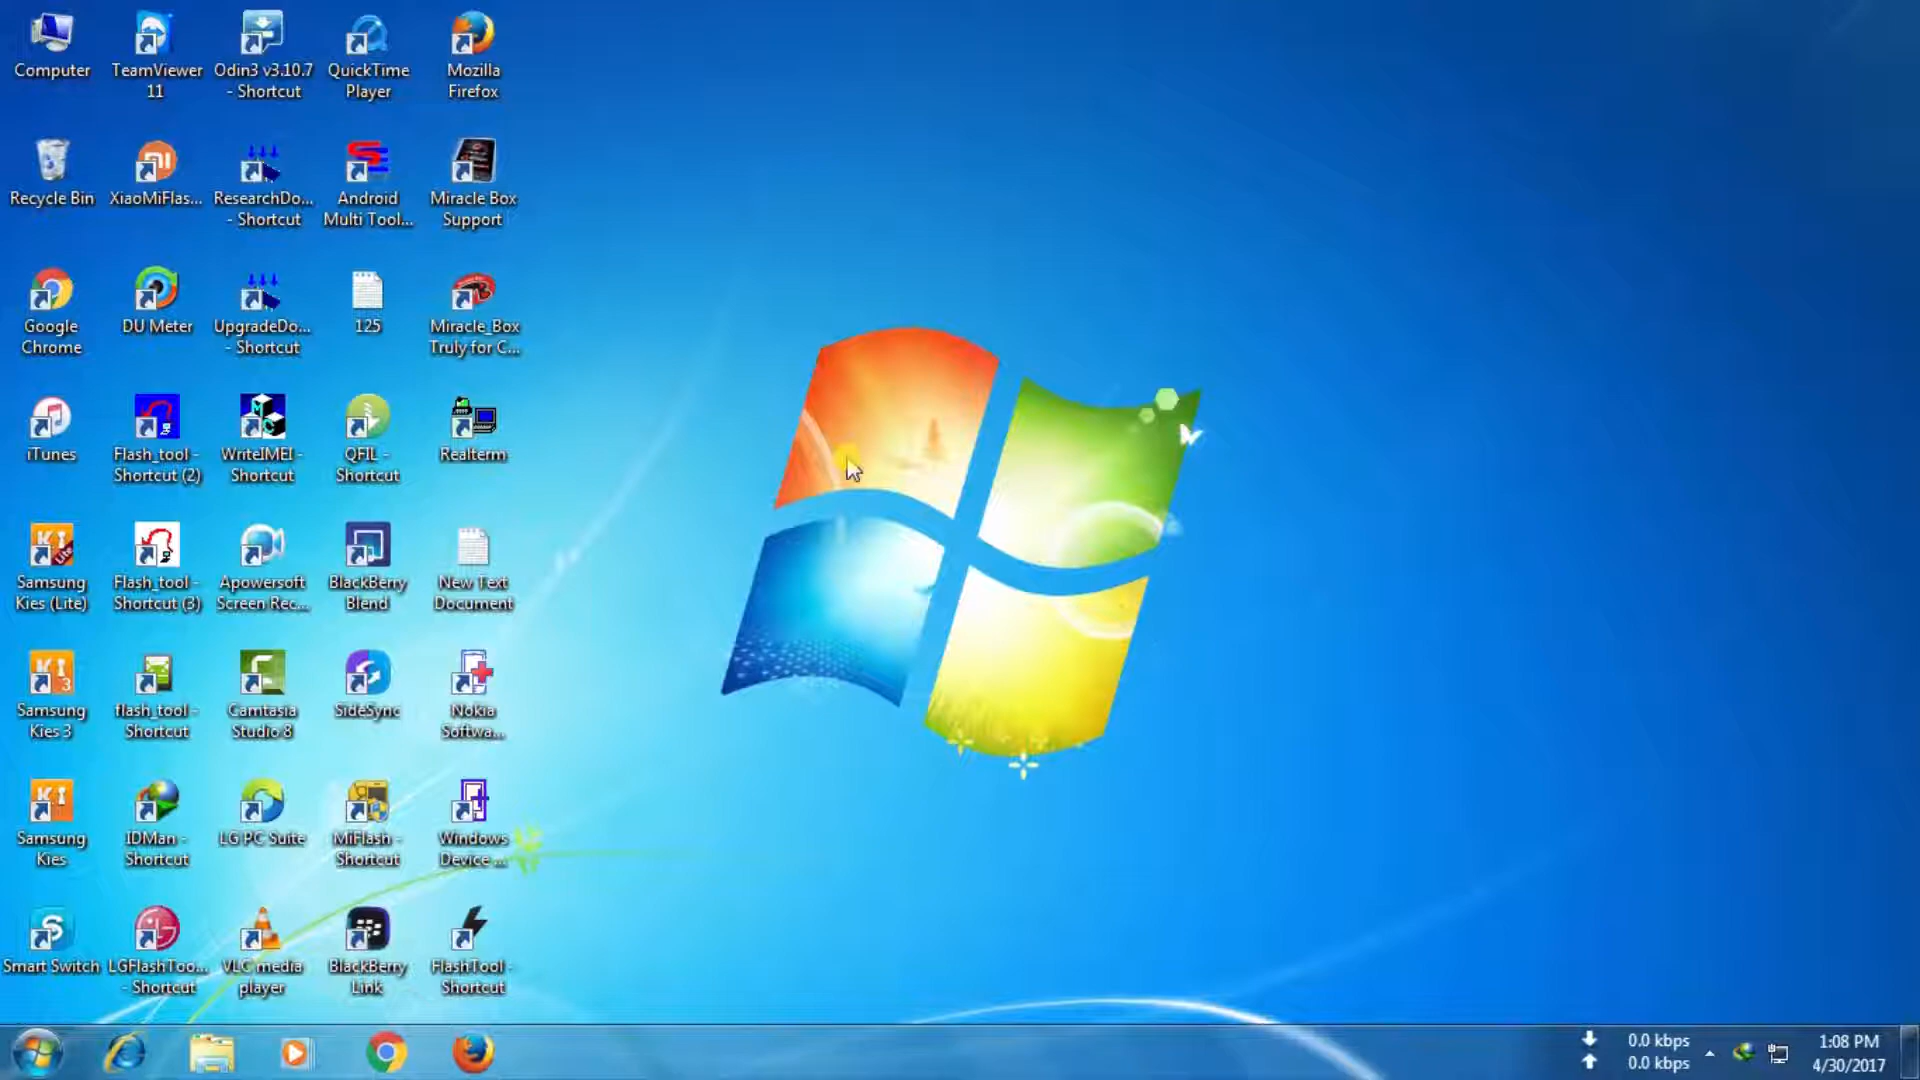 Computer
TeamViewer
11
Odin3 v3.10.7
- Shortcut
QuickTime
Player
Mozilla
Firefox
Recycle Bin
XiaoMiFlas...
ResearchDo...
- Shortcut
Android
Multi Tool...
Miracle Box
Support
Google
Chrome
DU Meter
UpgradeDo...
- Shortcut
125
Miracle_Box
Truly for C...
iTunes
Flash_tool -
Shortcut (2)
WriteIMEI -
Shortcut
QFIL -
Shortcut
Realterm
Samsung
Kies (Lite)
Flash_tool -
Shortcut (3)
Apowersoft
Screen Rec...
BlackBerry
Blend
New Text
Document
Samsung
Kies 3
flash_tool -
Shortcut
Camtasia
Studio 8
SideSync
Nokia
Softwa...
Samsung
Kies
IDMan -
Shortcut
LG PC Suite
MiFlash -
Shortcut
Windows
Device ...
Smart Switch
LGFlashToo...
- Shortcut
VLC media
player
BlackBerry
Link
FlashTool -
Shortcut
0.0 kbps
0.0 kbps
1:08 PM
4/30/2017